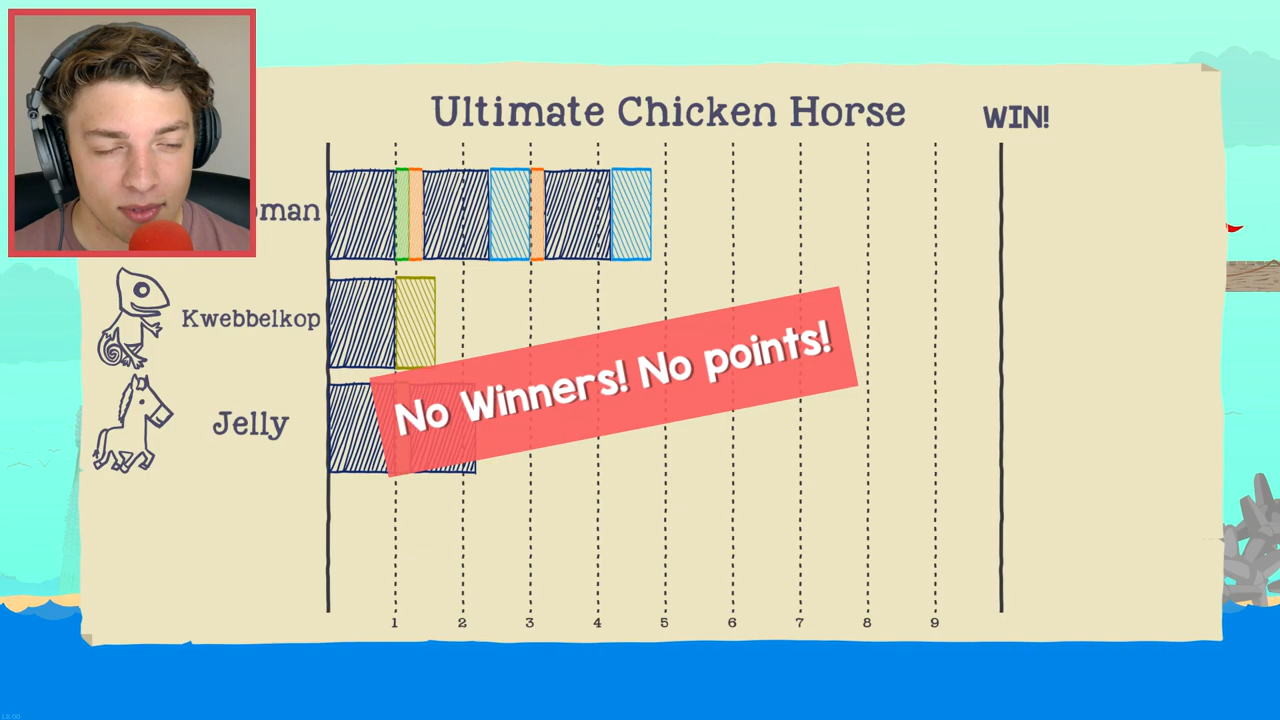 Ultimate Chicken Horse
WIN!
oman
Kwebbelkop
Jelly
No Winners! No points!
1 2 3 4 5 6 7 8 9